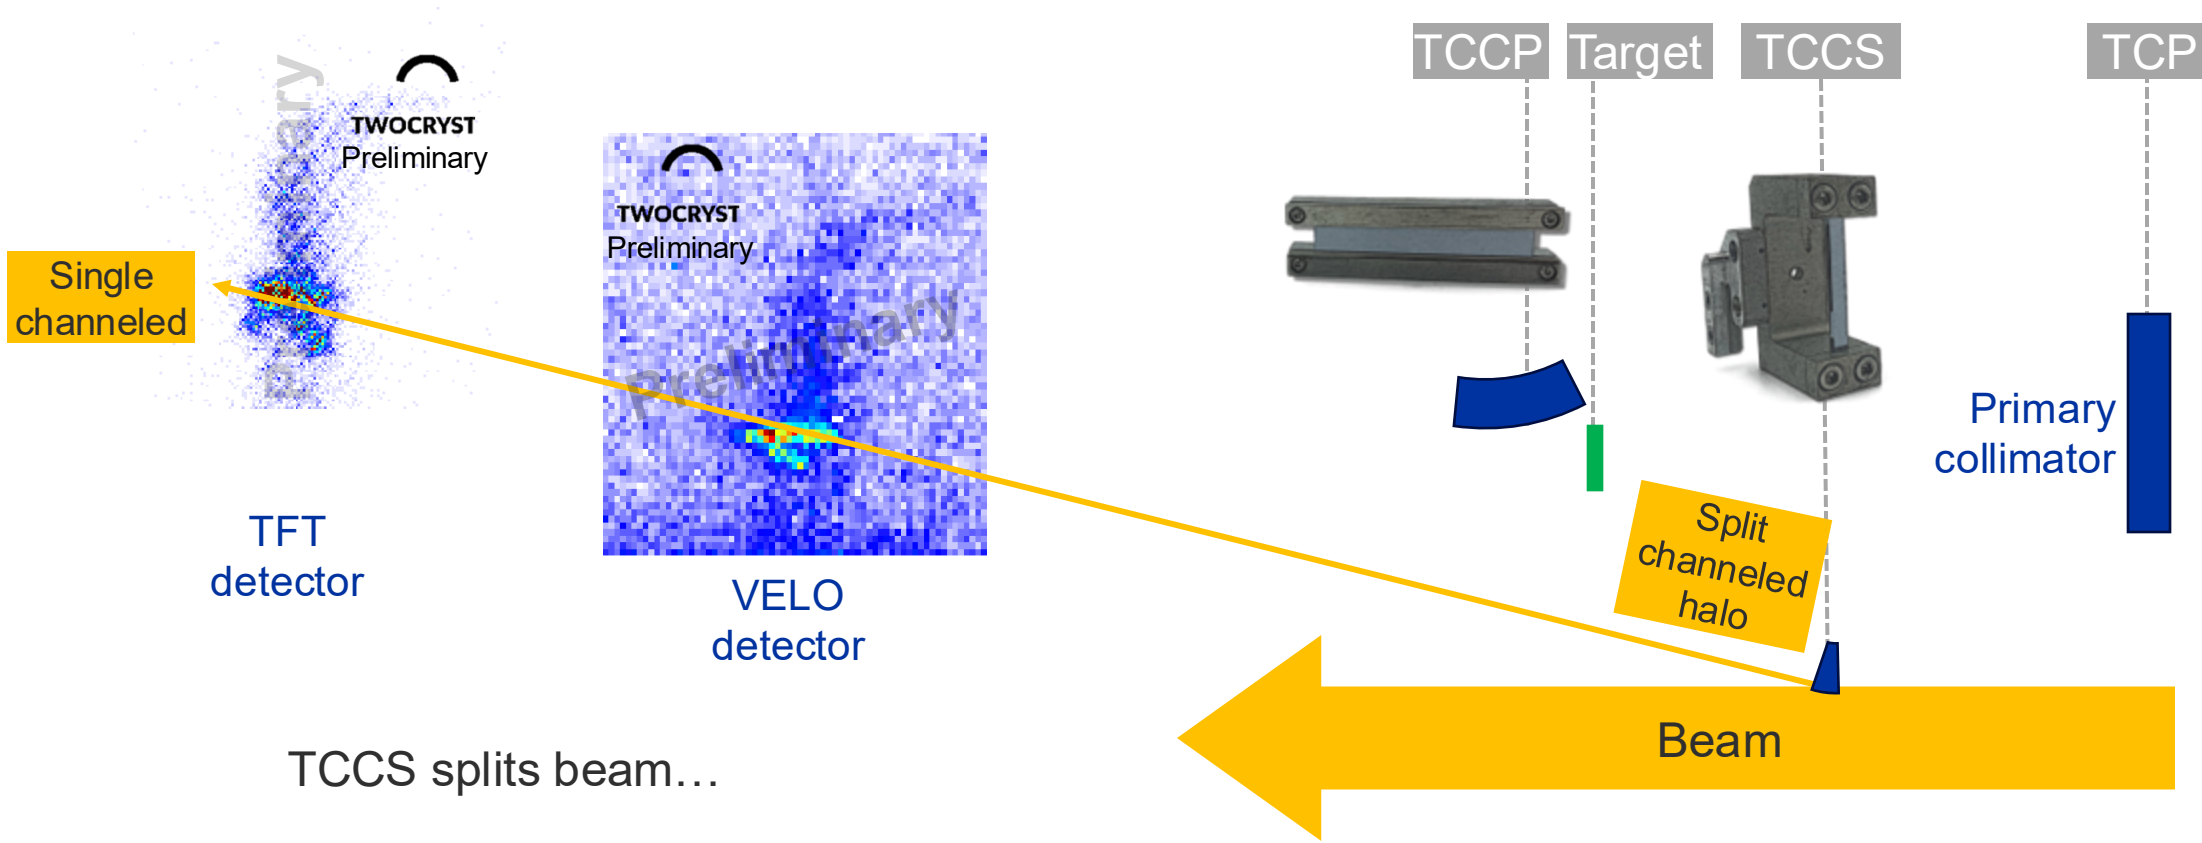 TCCP
Target
TCCS
TCP
TWOCRYST
Preliminary
Preliminary
TWOCRYST
Preliminary
Preliminary
Single
channeled
Primary
collimator
Split
channeled
halo
TFT
detector
VELO
detector
Beam
TCCS splits beam…